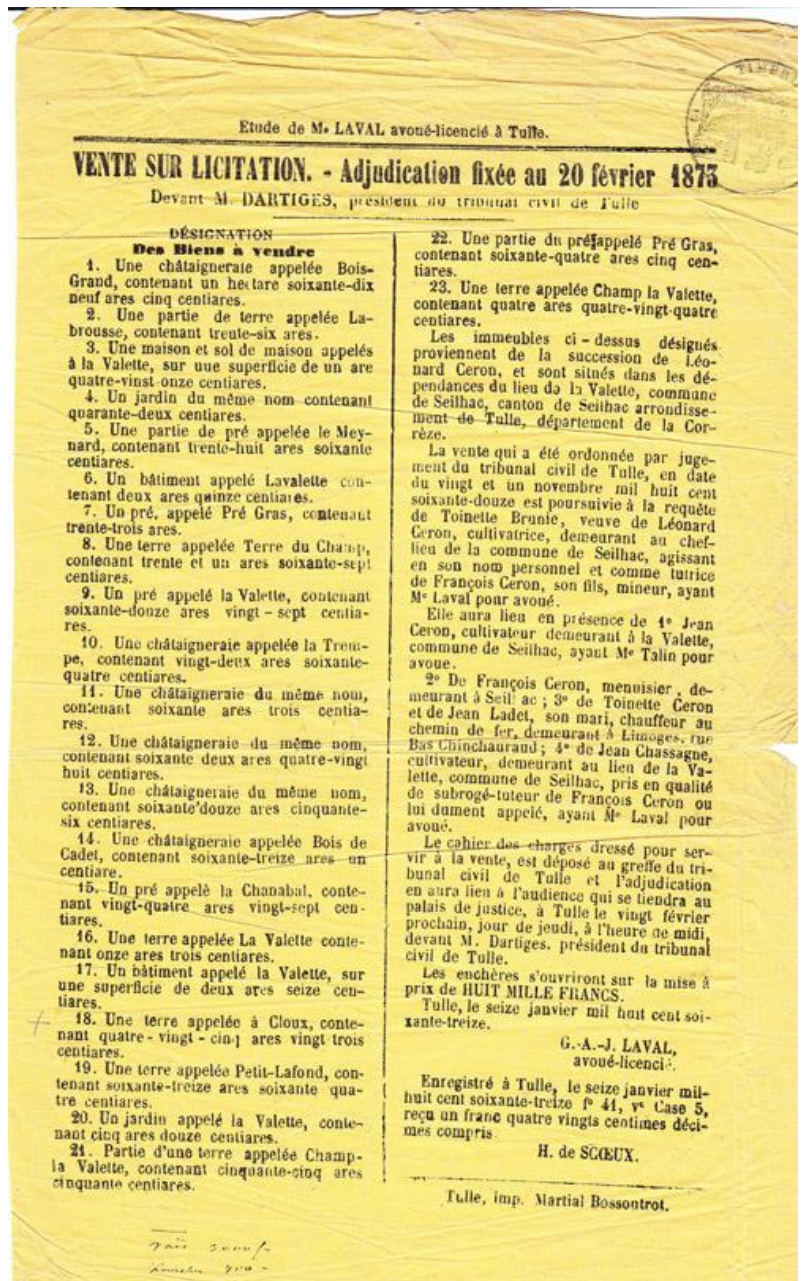 Etude de Me LAVAL avoué-licencié à Tulle.
VENTE SUR LICITATION. - Adjudication fixée au 20 février 1873
Devant M. DARTIGES, président du tribunal civil de Tulle
DÉSIGNATION
Des Biens à vendre
1. Une châtaigneraie appelée Bois-
Grand, contenant un hectare soixante-dix
neuf ares cinq centiares.
2. Une partie de terre appelée La-
brousse, contenant trente-six ares.
3. Une maison et sol de maison appelés
à la Valette, sur uue superficie de un are
quatre-vinst-onze centiares.
4. Un jardin du même nom contenant
quarante-deux centiares.
5. Une partie de pré appelée le Mey-
nard, contenant trente-huit ares soixante
centiares.
6. Un bâtiment appelé Lavalette con-
tenant deux ares quinze centiares.
7. Un pré, appelé Pré Gras, contenant
trente-trois ares.
8. Une terre appelée Terre du Champ,
contenant trente et un ares soixante-sept
centiares.
9. Un pré appelé la Valette, contenant
soixante-douze ares vingt-sept centia-
res.
10. Une châtaigneraie appelée la Trem-
pe, contenant vingt-deux ares soixante-
quatre centiares.
11. Une châtaigneraie du même nom,
contenant soixante ares trois centia-
res.
12. Une châtaigneraie du même nom,
contenant soixante deux ares quatre-vingt
huit centiares.
13. Une châtaigneraie du même nom,
contenant soixante'douze ares cinquante-
six centiares.
14. Une châtaigneraie appelée Bois de
Cadet, contenant soixante-treize ares un
centiare.
15. Un pré appelè la Chanabal, conte-
nant vingt-quatre ares vingt-sept cen-
tiares.
16. Une terre appelée La Valette conte-
nant onze ares trois centiares.
17. Un bâtiment appelé la Valette, sur
une superficie de deux ares seize cen-
tiares.
18. Une terre appelée à Cloux, conte-
nant quatre-vingt-cinq ares vingt trois
centiares.
19. Une terre appelée Petit-Lafond, con-
tenant soixante-treize ares soixante qua-
tre centiares.
20. Un jardin appelé la Valette, conte-
nant cinq ares douze centiares.
21. Partie d'une terre appelée Champ-
la Valette, contenant cinquante-cinq ares
cinquante centiares.
22. Une partie du pré appelé Pré Gras,
contenant soixante-quatre ares cinq cen-
tiares.
23. Une terre appelée Champ la Valette,
contenant quatre ares quatre-vingt-quatre
centiares.
Les immeubles ci-dessus désignés
proviennent de la succession de Léo-
nard Ceron, et sont situés dans les dé-
pendances du lieu de la Valette, commune
de Seilhac, canton de Seilhac arrondisse-
ment de Tulle, département de la Cor-
rèze.
La vente qui a été ordonnée par juge-
ment du tribunal civil de Tulle, en date
du vingt et un novembre mil huit cent
soixante-douze est poursuivie à la requête
de Toinette Brunie, veuve de Léonard
Ceron, cultivatrice, demeurant au chef-
lieu de la commune de Seilhac, agissant
en son nom personnel et comme tutrice
de François Ceron, son fils, mineur, ayant
Me Laval pour avoué.
Elle aura lieu en présence de 1º Jean
Ceron, cultivateur demeurant à la Valette,
commune de Seilhac, ayant Me Talin pour
avoue.
2º De François Ceron, menuisier, de-
meurant à Seil ac ; 3º de Toinette Ceron
et de Jean Ladet, son mari, chauffeur au
chemin de fer, demeurant à Limoges, rue
Bas Chinchauraud ; 4º de Jean Chassagne,
cultivateur, demeurant au lieu de la Va-
lette, commune de Seilhac, pris en qualité
de subrogé-tuteur de François Ceron ou
lui dument appelé, ayant Me Laval pour
avoué.
Le cahier des charges dressé pour ser-
vir à la vente, est déposé au greffe du tri-
bunal civil de Tulle et l'adjudication
en aura lieu à l'audience qui se tiendra au
palais de justice, à Tulle le vingt février
prochain, jour de jeudi, à l'heure de midi,
devant M. Dartiges. président du tribunal
civil de Tulle.
Les enchères s'ouvriront sur la mise à
prix de HUIT MILLE FRANCS.
Tulle, le seize janvier mil huit cent soi-
xante-treize.
G.-A.-J. LAVAL,
avoué-licencié.
Enregistré à Tulle, le seize janvier mil-
huit cent soixante-treize fº 41, vº Case 5,
reçu un franc quatre vingts centimes déci-
mes compris
H. de SCŒUX.
Tulle, imp. Martial Bossoutrot.